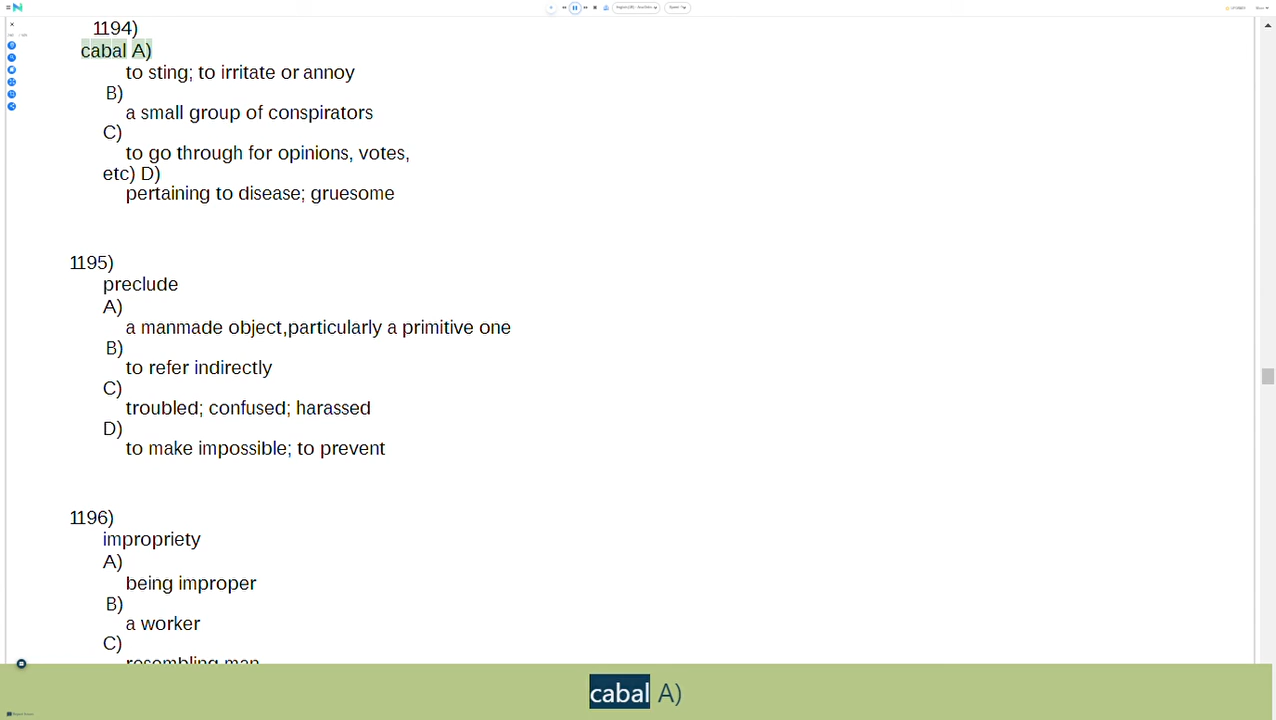 1194)
cabal A)
to sting; to irritate or annoy
B)
a small group of conspirators
C)
to go through for opinions, votes,
etc) D)
pertaining to disease; gruesome
1195)
preclude
A)
a manmade object,particularly a primitive one
B)
to refer indirectly
C)
troubled; confused; harassed
D)
to make impossible; to prevent
1196)
impropriety
A)
being improper
B)
a worker
C)
resembling man
cabal A)